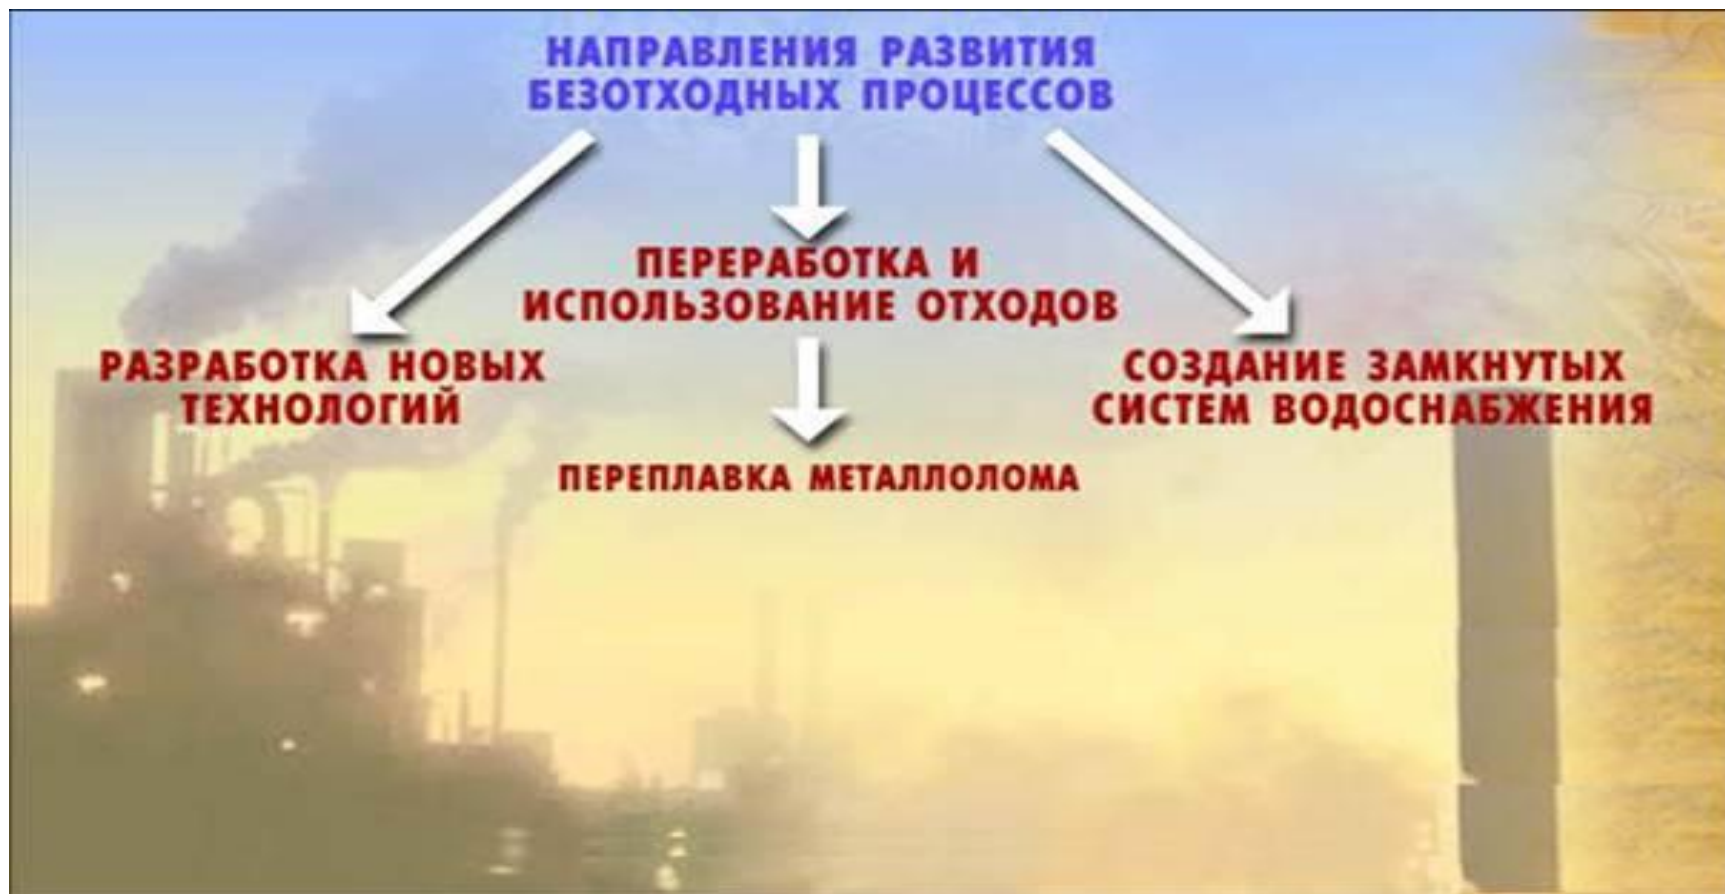 НАПРАВЛЕНИЯ РАЗВИТИЯ
БЕЗОТХОДНЫХ ПРОЦЕССОВ
ПЕРЕРАБОТКА И
ИСПОЛЬЗОВАНИЕ ОТХОДОВ
РАЗРАБОТКА НОВЫХ
ТЕХНОЛОГИЙ
СОЗДАНИЕ ЗАМКНУТЫХ
СИСТЕМ ВОДОСНАБЖЕНИЯ
ПЕРЕПЛАВКА МЕТАЛЛОЛОМА